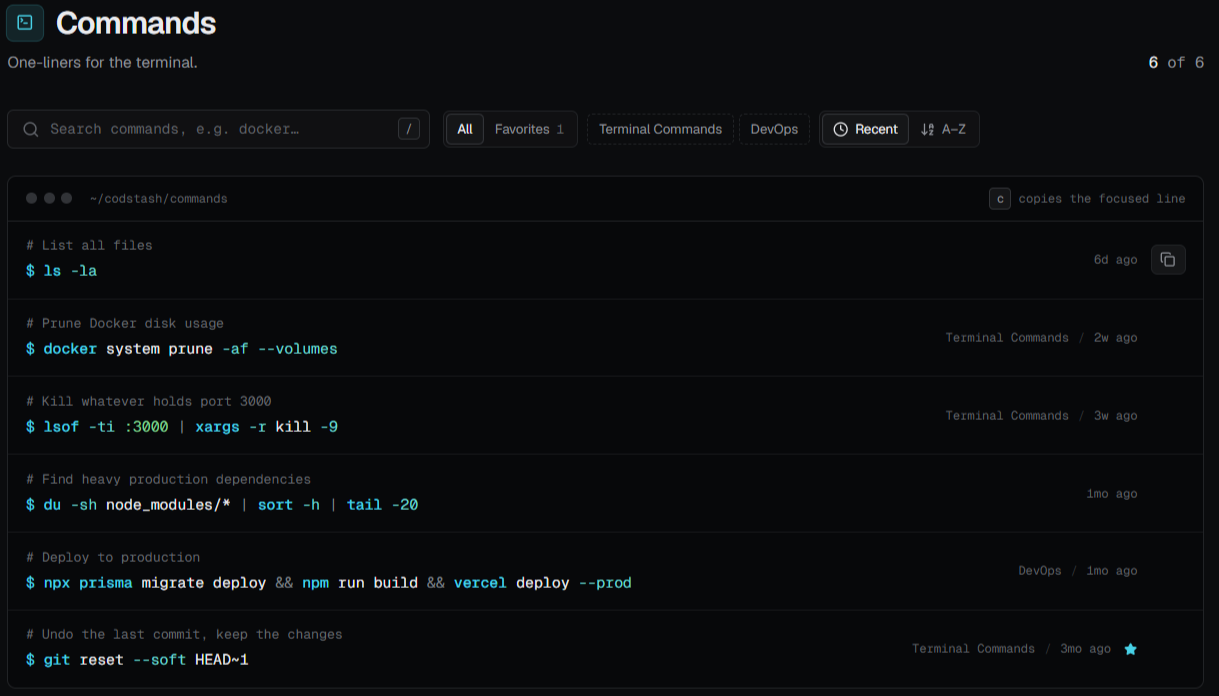 Commands
One-liners for the terminal.
6 of 6
Search commands, e.g. docker… /
All Favorites 1 Terminal Commands DevOps Recent A–Z
~/codstash/commands c copies the focused line
# List all files
$ ls -la
6d ago
# Prune Docker disk usage
$ docker system prune -af --volumes
Terminal Commands / 2w ago
# Kill whatever holds port 3000
$ lsof -ti :3000 | xargs -r kill -9
Terminal Commands / 3w ago
# Find heavy production dependencies
$ du -sh node_modules/* | sort -h | tail -20
1mo ago
# Deploy to production
$ npx prisma migrate deploy && npm run build && vercel deploy --prod
DevOps / 1mo ago
# Undo the last commit, keep the changes
$ git reset --soft HEAD~1
Terminal Commands / 3mo ago